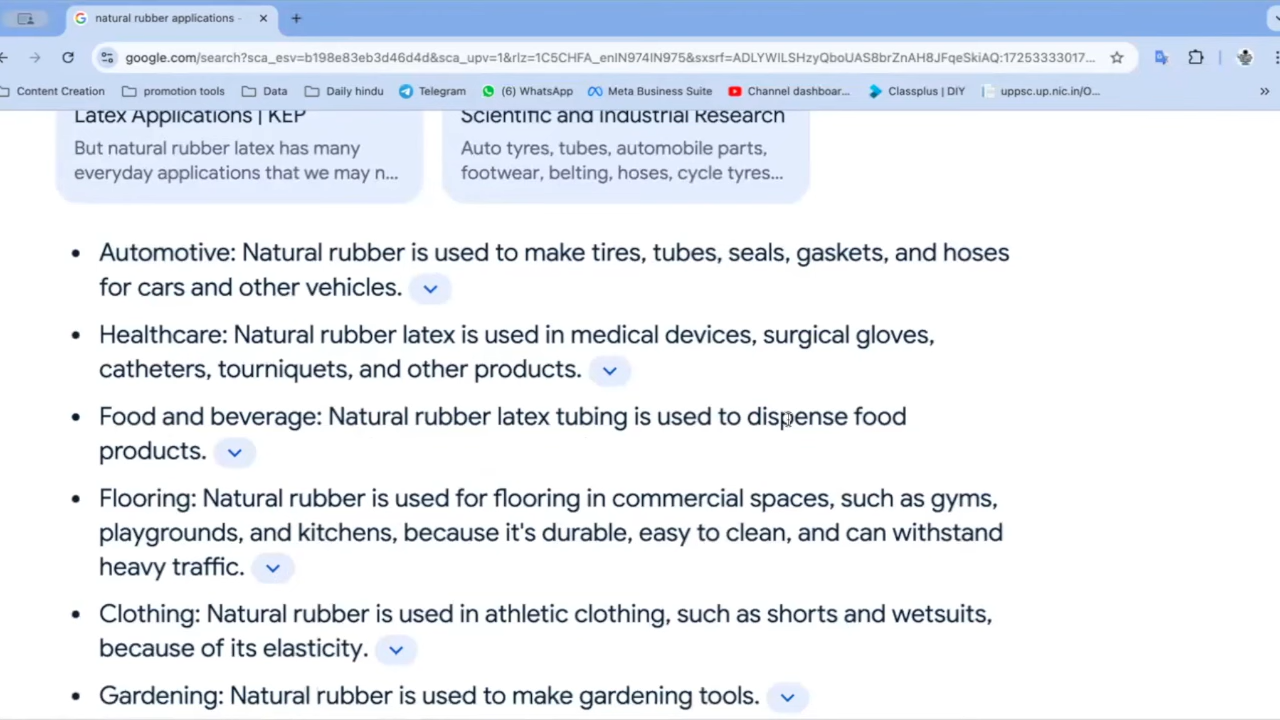 natural rubber applications -
google.com/search?sca_esv=b198e83eb3d46d4d&sca_upv=1&rlz=1C5CHFA_enIN974IN975&sxsrf=ADLYWILSHzyQboUAS8brZnAH8JFqeSkiAQ:17253333017...
Content Creation promotion tools Data Daily hindu Telegram (6) WhatsApp Meta Business Suite Channel dashboar... Classplus | DIY uppsc.up.nic.in/O... »
Latex Applications | KEP
But natural rubber latex has many
everyday applications that we may n...
Scientific and Industrial Research
Auto tyres, tubes, automobile parts,
footwear, belting, hoses, cycle tyres...
• Automotive: Natural rubber is used to make tires, tubes, seals, gaskets, and hoses
for cars and other vehicles.
• Healthcare: Natural rubber latex is used in medical devices, surgical gloves,
catheters, tourniquets, and other products.
• Food and beverage: Natural rubber latex tubing is used to dispense food
products.
• Flooring: Natural rubber is used for flooring in commercial spaces, such as gyms,
playgrounds, and kitchens, because it's durable, easy to clean, and can withstand
heavy traffic.
• Clothing: Natural rubber is used in athletic clothing, such as shorts and wetsuits,
because of its elasticity.
• Gardening: Natural rubber is used to make gardening tools.